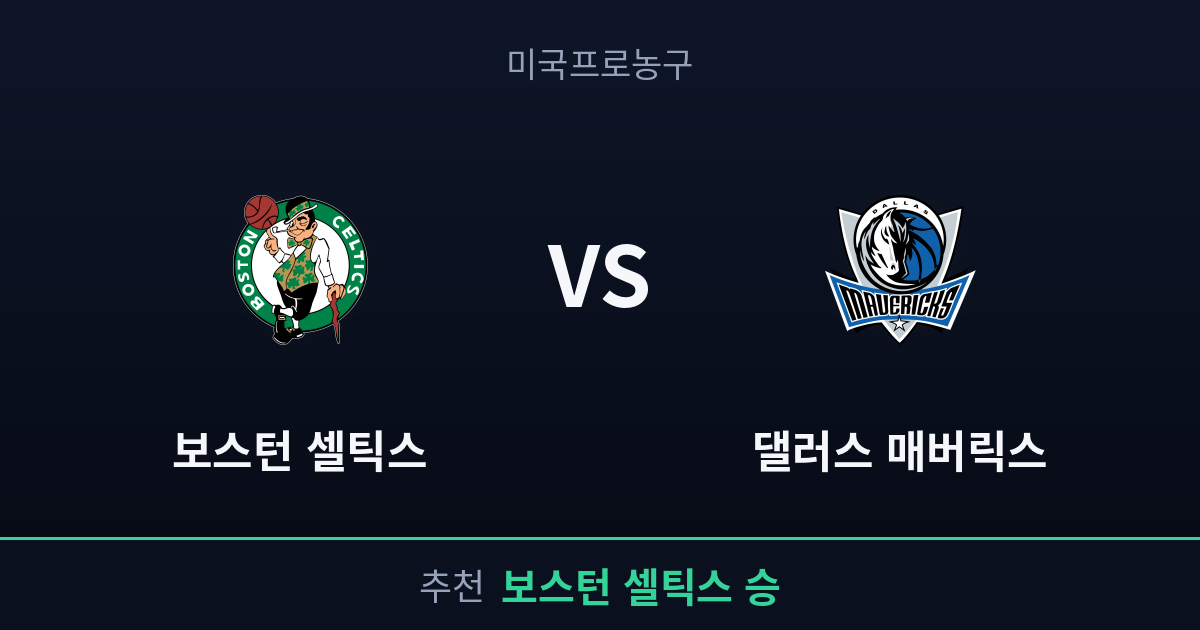 미국프로농구
BOSTON CELTICS
VS
DALLAS
MAVERICKS
보스턴 셀틱스
댈러스 매버릭스
추천 보스턴 셀틱스 승